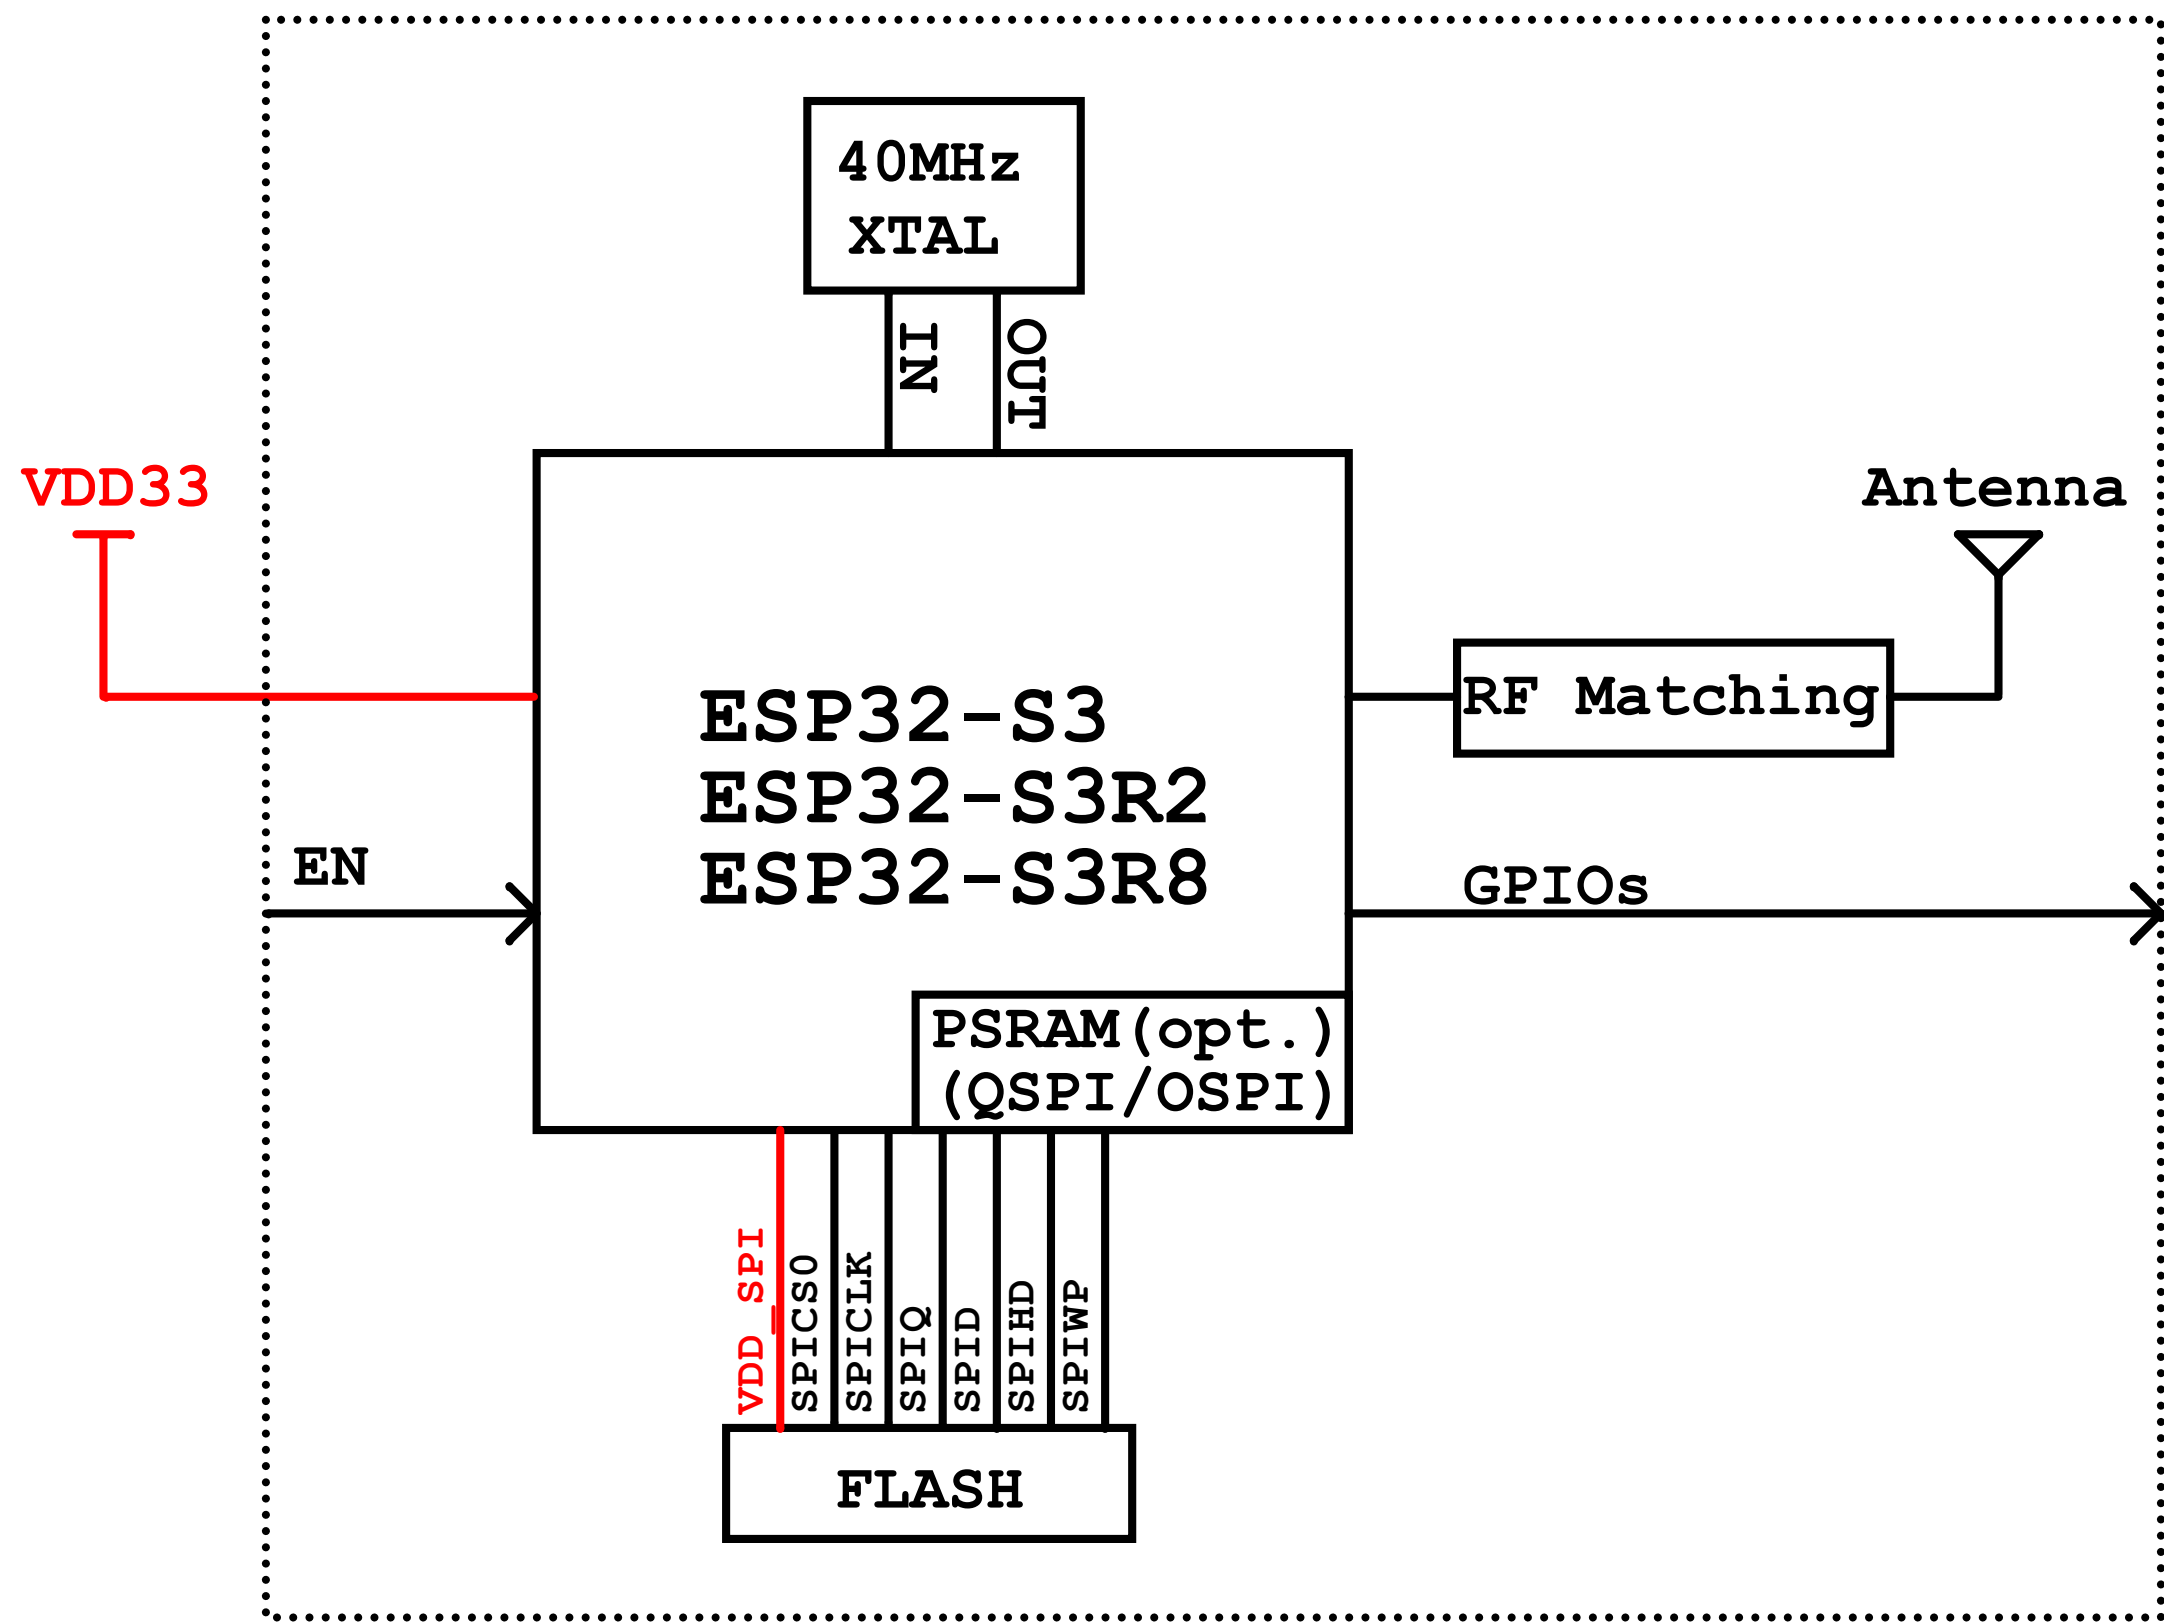 40MHz
XTAL
IN
OUT
VDD33
Antenna
RF Matching
ESP32-S3
ESP32-S3R2
ESP32-S3R8
EN
GPIOs
PSRAM(opt.)
(QSPI/OSPI)
VDD_SPI
SPICS0
SPICLK
SPIQ
SPID
SPIHD
SPIWP
FLASH